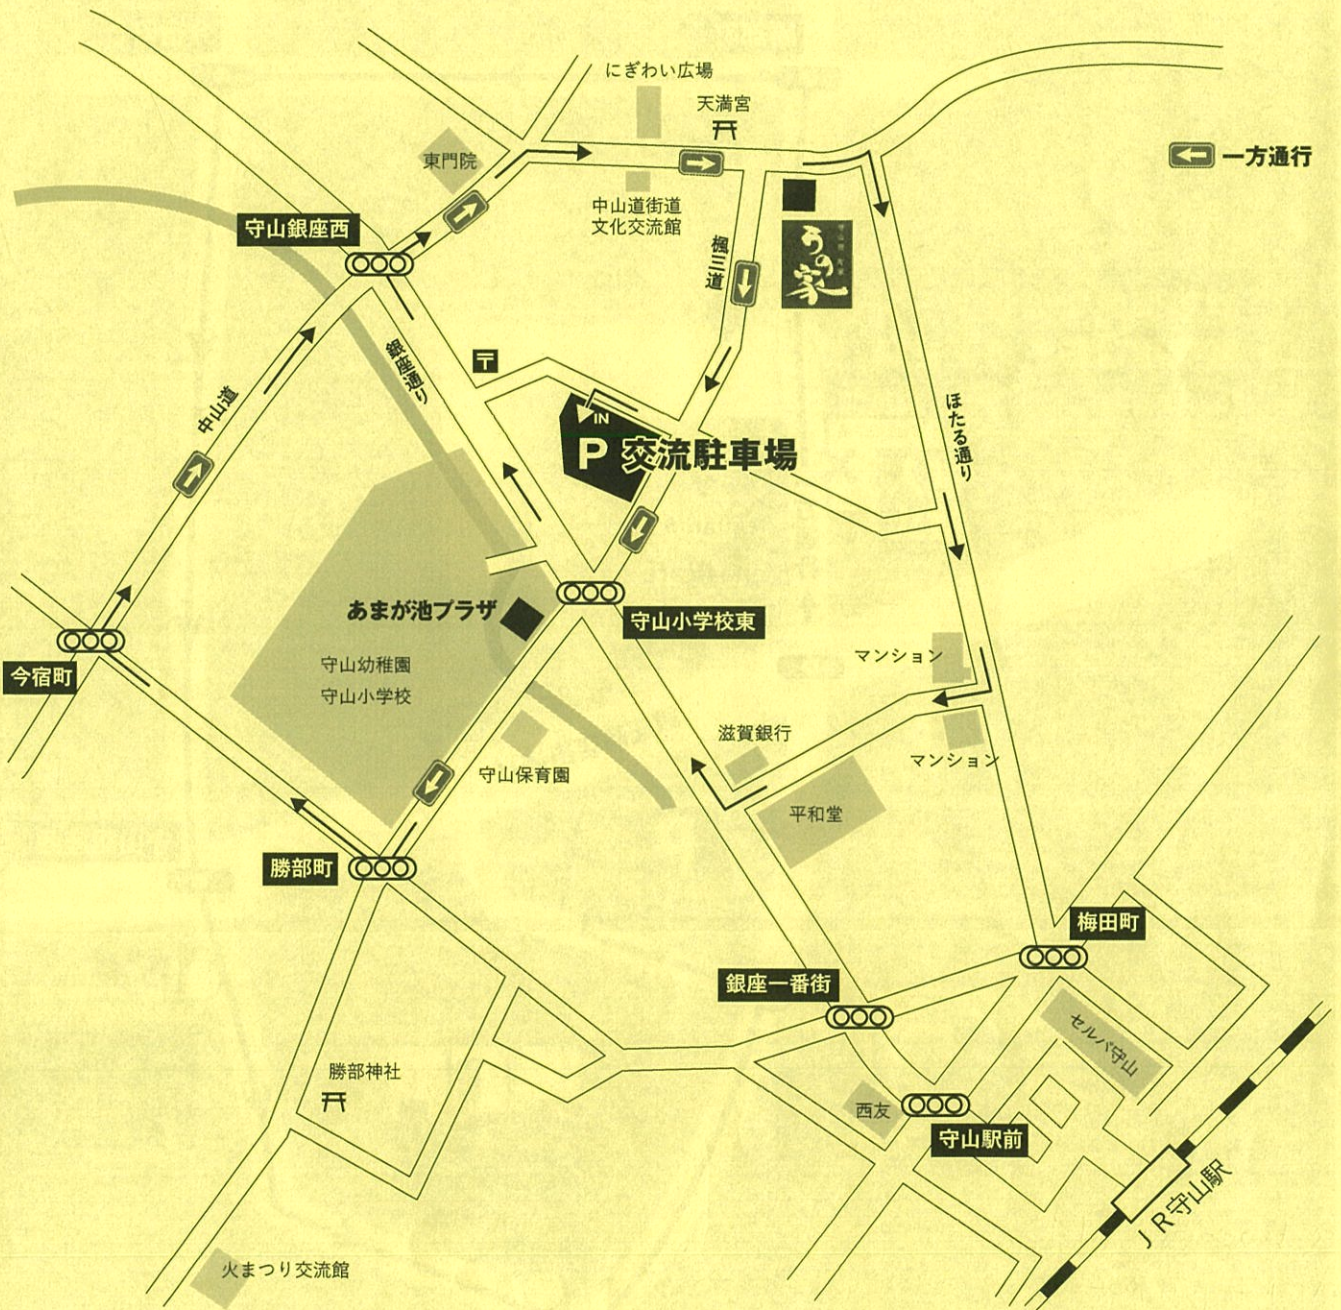 にぎわい広場
天満宮
東門院
一方通行
中山道街道
文化交流館
守山銀座西
楓三道
うの家
〒
銀座通り
中山道
ほたる通り
IN
P 交流駐車場
あまが池プラザ
守山小学校東
今宿町
守山幼稚園
守山小学校
マンション
滋賀銀行
守山保育園
マンション
平和堂
勝部町
梅田町
銀座一番街
セルバ守山
勝部神社
西友
守山駅前
JR守山駅
火まつり交流館